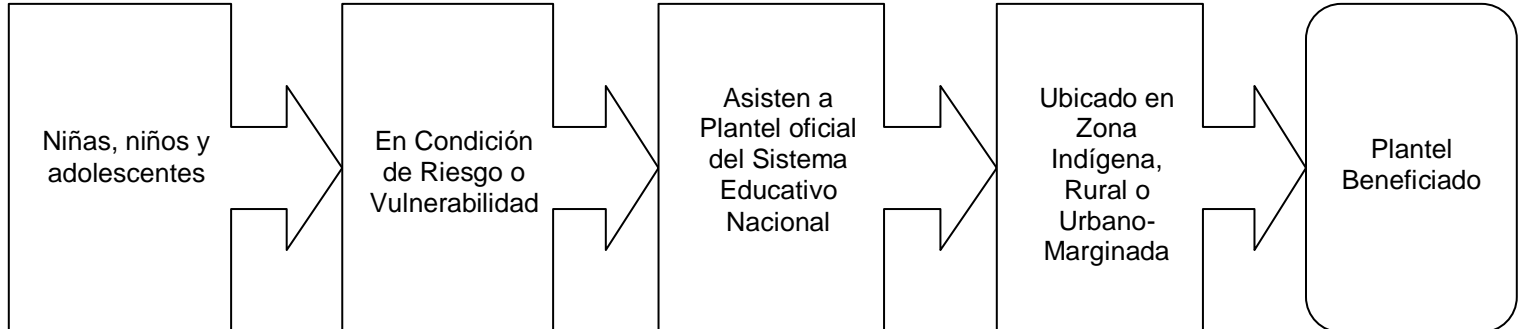 Niñas, niños y
adolescentes
En Condición
de Riesgo o
Vulnerabilidad
Asisten a
Plantel oficial
del Sistema
Educativo
Nacional
Ubicado en
Zona
Indígena,
Rural o
Urbano-
Marginada
Plantel
Beneficiado